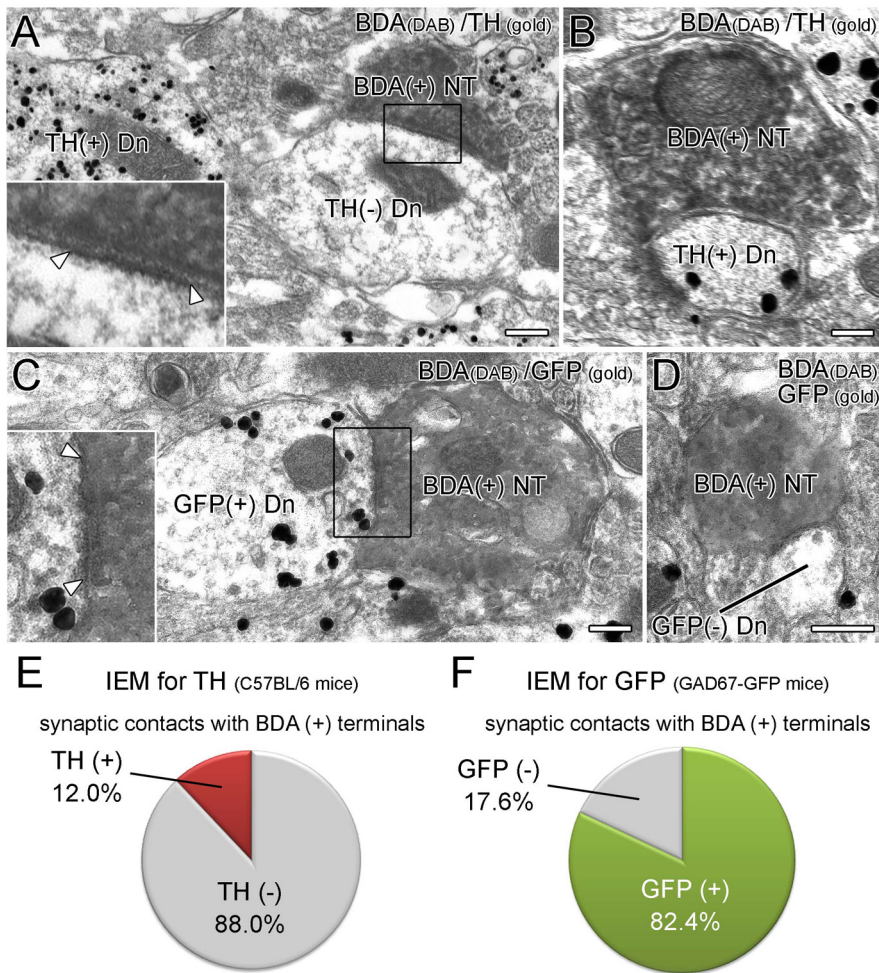 A
BDA(DAB) /TH (gold)
BDA(+) NT
TH(+) Dn
TH(-) Dn
B
BDA(DAB) /TH (gold)
BDA(+) NT
TH(+) Dn
C
BDA(DAB) /GFP (gold)
GFP(+) Dn
BDA(+) NT
D
BDA(DAB)
GFP (gold)
BDA(+) NT
GFP(-) Dn
E
IEM for TH (C57BL/6 mice)
synaptic contacts with BDA (+) terminals
TH (+)
12.0%
TH (-)
88.0%
F
IEM for GFP (GAD67-GFP mice)
synaptic contacts with BDA (+) terminals
GFP (-)
17.6%
GFP (+)
82.4%